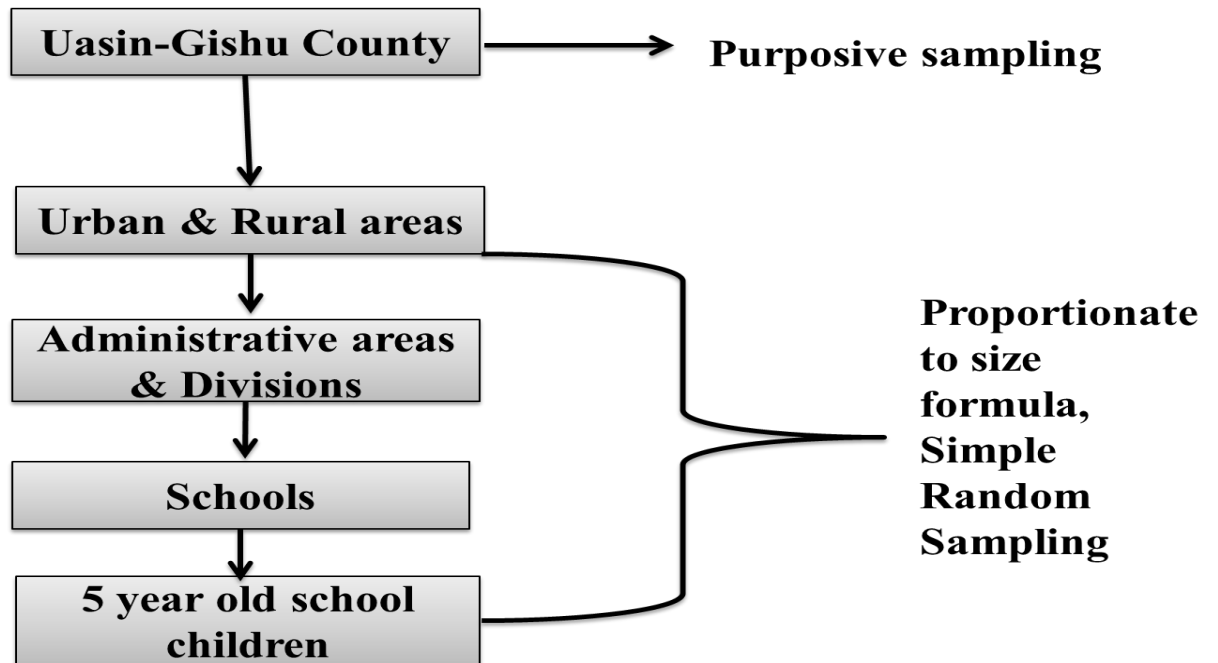 Uasin-Gishu County
Purposive sampling
Urban & Rural areas
Administrative areas
& Divisions
Schools
5 year old school
children
Proportionate
to size
formula,
Simple
Random
Sampling